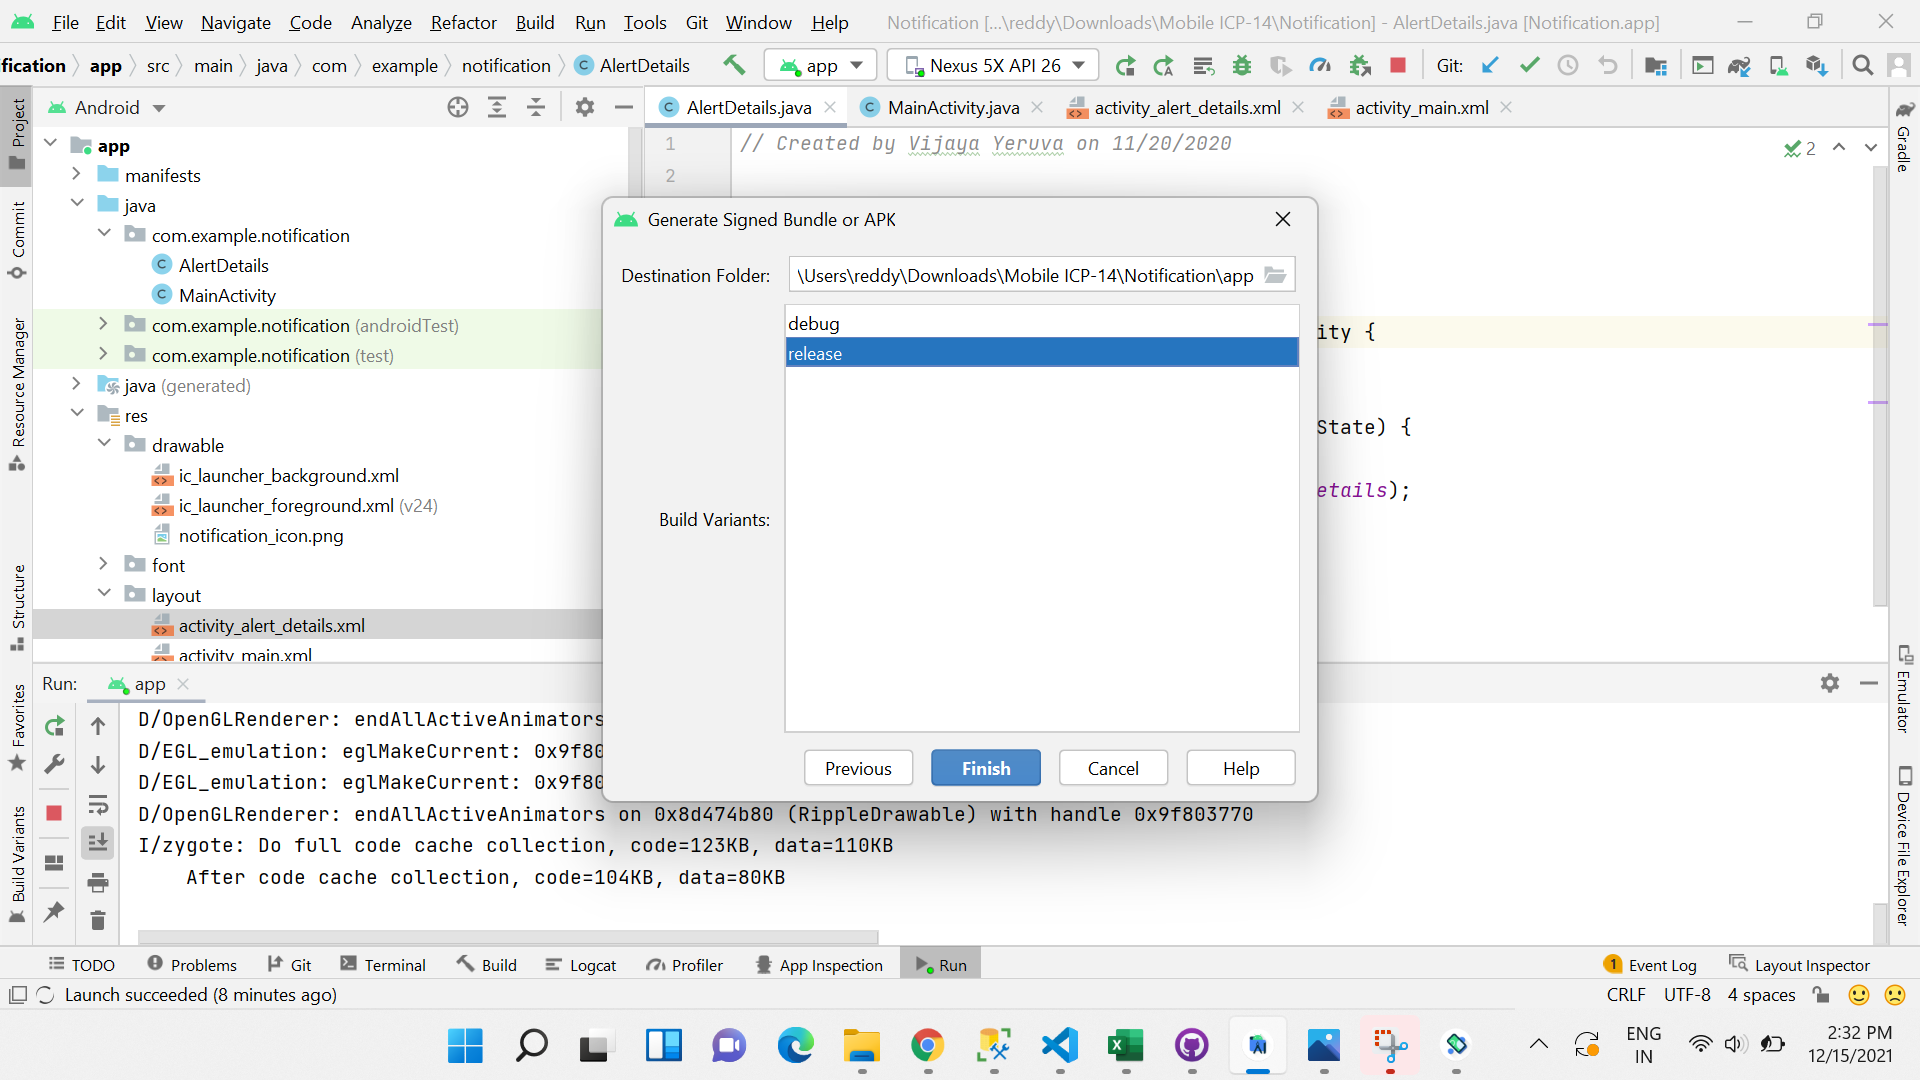 File Edit View Navigate Code Analyze Refactor Build Run Tools Git Window Help Notification [...\reddy\Downloads\Mobile ICP-14\Notification] - AlertDetails.java [Notification.app]
fication app src main java com example notification AlertDetails app Nexus 5X API 26 Git:
Android
AlertDetails.java MainActivity.java activity_alert_details.xml activity_main.xml
Project
Commit
Resource Manager
Structure
Favorites
Build Variants
app
manifests
java
com.example.notification
AlertDetails
MainActivity
com.example.notification (androidTest)
com.example.notification (test)
java (generated)
res
drawable
ic_launcher_background.xml
ic_launcher_foreground.xml (v24)
notification_icon.png
font
layout
activity_alert_details.xml
activity_main.xml
1 // Created by Vijaya Yeruva on 11/20/2020
2
2
ity {
State) {
etails);
Generate Signed Bundle or APK
Destination Folder: \Users\reddy\Downloads\Mobile ICP-14\Notification\app
debug
release
Build Variants:
Previous Finish Cancel Help
Gradle
Emulator
Device File Explorer
Run: app
D/OpenGLRenderer: endAllActiveAnimators
D/EGL_emulation: eglMakeCurrent: 0x9f80
D/EGL_emulation: eglMakeCurrent: 0x9f80
D/OpenGLRenderer: endAllActiveAnimators on 0x8d474b80 (RippleDrawable) with handle 0x9f803770
I/zygote: Do full code cache collection, code=123KB, data=110KB
After code cache collection, code=104KB, data=80KB
TODO Problems Git Terminal Build Logcat Profiler App Inspection Run 1 Event Log Layout Inspector
Launch succeeded (8 minutes ago) CRLF UTF-8 4 spaces
ENG
IN
2:32 PM
12/15/2021